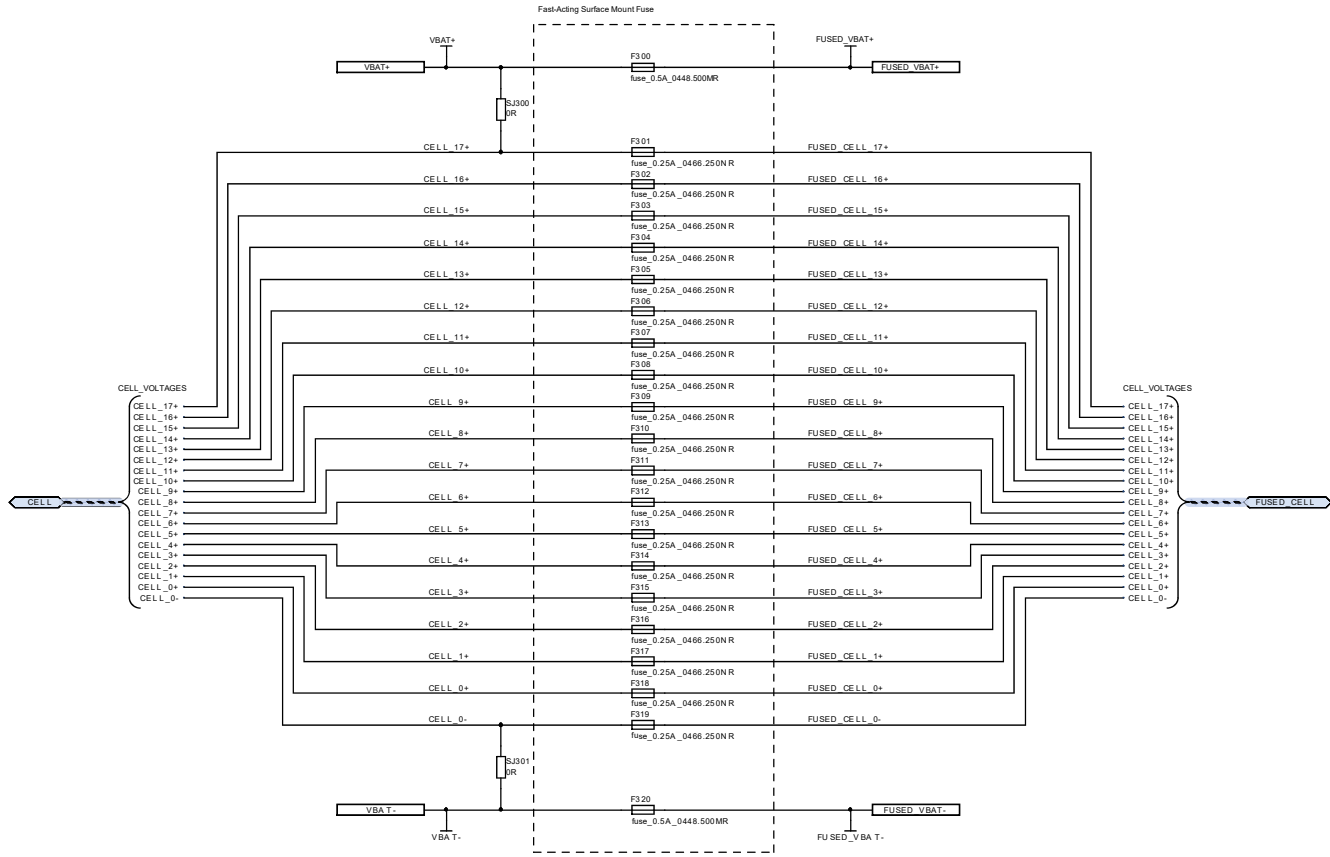 Fast-Acting Surface Mount Fuse
VBAT+
FUSED_VBAT+
VBAT+
F300
FUSED_VBAT+
fuse_0.5A_0448.500MR
SJ300
0R
CELL_17+
F301
FUSED_CELL_17+
fuse_0.25A_0466.250NR
CELL_16+
F302
FUSED_CELL_16+
fuse_0.25A_0466.250NR
CELL_15+
F303
FUSED_CELL_15+
fuse_0.25A_0466.250NR
CELL_14+
F304
FUSED_CELL_14+
fuse_0.25A_0466.250NR
CELL_13+
F305
FUSED_CELL_13+
fuse_0.25A_0466.250NR
CELL_12+
F306
FUSED_CELL_12+
fuse_0.25A_0466.250NR
CELL_11+
F307
FUSED_CELL_11+
fuse_0.25A_0466.250NR
CELL_10+
F308
FUSED_CELL_10+
fuse_0.25A_0466.250NR
CELL_9+
F309
FUSED_CELL_9+
fuse_0.25A_0466.250NR
CELL_8+
F310
FUSED_CELL_8+
fuse_0.25A_0466.250NR
CELL_7+
F311
FUSED_CELL_7+
fuse_0.25A_0466.250NR
CELL_6+
F312
FUSED_CELL_6+
fuse_0.25A_0466.250NR
CELL_5+
F313
FUSED_CELL_5+
fuse_0.25A_0466.250NR
CELL_4+
F314
FUSED_CELL_4+
fuse_0.25A_0466.250NR
CELL_3+
F315
FUSED_CELL_3+
fuse_0.25A_0466.250NR
CELL_2+
F316
FUSED_CELL_2+
fuse_0.25A_0466.250NR
CELL_1+
F317
FUSED_CELL_1+
fuse_0.25A_0466.250NR
CELL_0+
F318
FUSED_CELL_0+
fuse_0.25A_0466.250NR
CELL_0-
F319
FUSED_CELL_0-
fuse_0.25A_0466.250NR
SJ301
0R
VBAT-
F320
FUSED_VBAT-
fuse_0.5A_0448.500MR
VBAT-
FUSED_VBAT-
CELL_VOLTAGES
CELL_17+
CELL_16+
CELL_15+
CELL_14+
CELL_13+
CELL_12+
CELL_11+
CELL_10+
CELL_9+
CELL_8+
CELL_7+
CELL_6+
CELL_5+
CELL_4+
CELL_3+
CELL_2+
CELL_1+
CELL_0+
CELL_0-
CELL
CELL_VOLTAGES
CELL_17+
CELL_16+
CELL_15+
CELL_14+
CELL_13+
CELL_12+
CELL_11+
CELL_10+
CELL_9+
CELL_8+
CELL_7+
CELL_6+
CELL_5+
CELL_4+
CELL_3+
CELL_2+
CELL_1+
CELL_0+
CELL_0-
FUSED_CELL